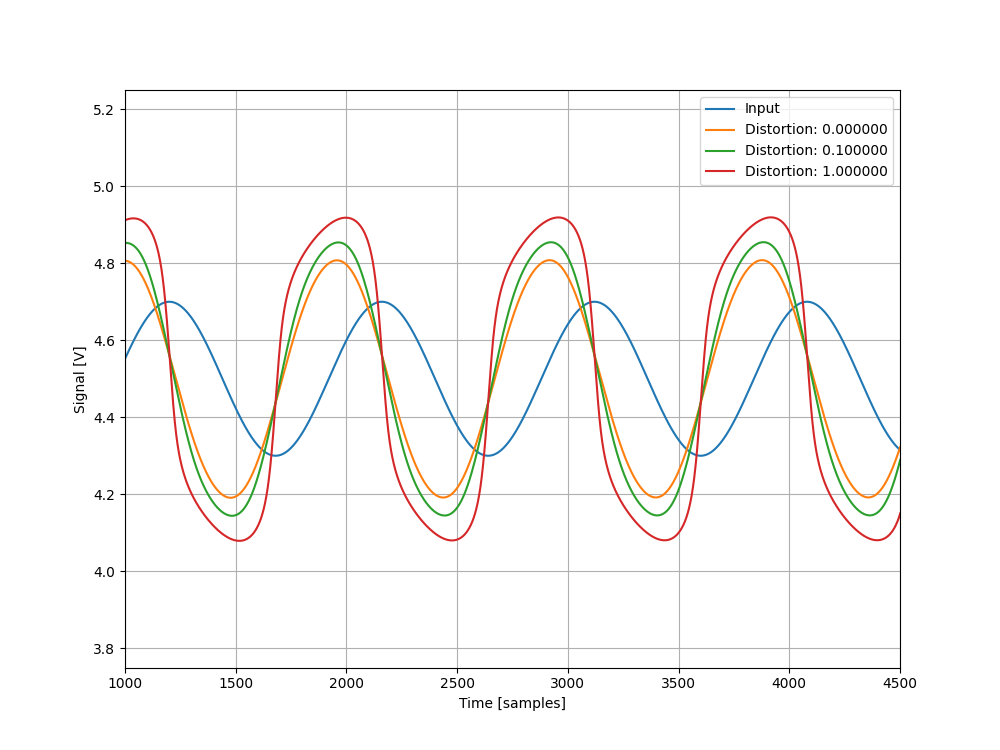 Input
Distortion: 0.000000
Distortion: 0.100000
Distortion: 1.000000
5.2
5.0
4.8
4.6
4.4
4.2
4.0
3.8
Signal [V]
1000 1500 2000 2500 3000 3500 4000 4500
Time [samples]